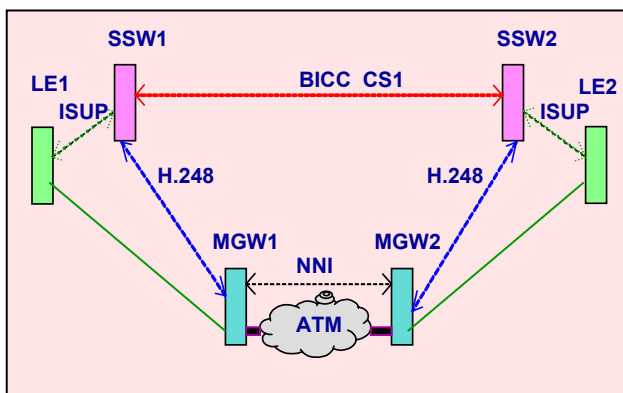 SSW1
SSW2
LE1
BICC CS1
LE2
ISUP
ISUP
H.248
H.248
MGW1
MGW2
NNI
ATM